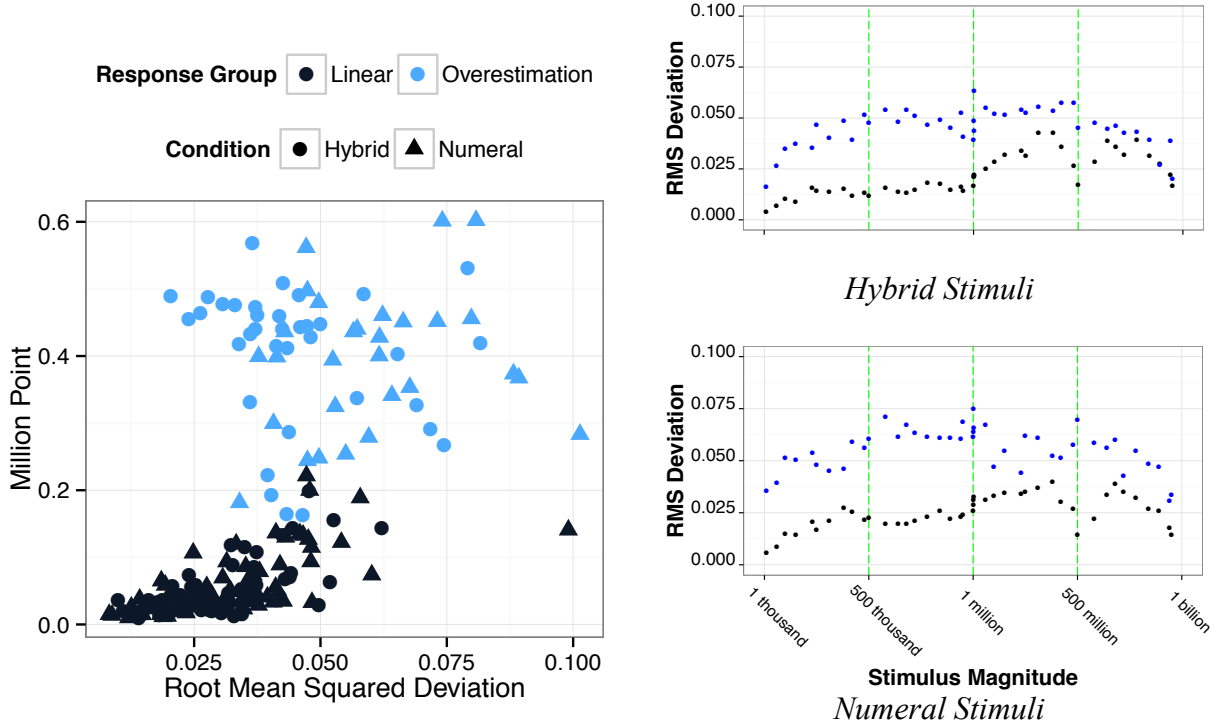 Response Group Linear Overestimation
Condition Hybrid Numeral
0.6
0.4
0.2
0.0
Million Point
0.025 0.050 0.075 0.100
Root Mean Squared Deviation
0.100
0.075
0.050
0.025
0.000
RMS Deviation
Hybrid Stimuli
0.100
0.075
0.050
0.025
0.000
RMS Deviation
1 thousand
500 thousand
1 million
500 million
1 billion
Stimulus Magnitude
Numeral Stimuli